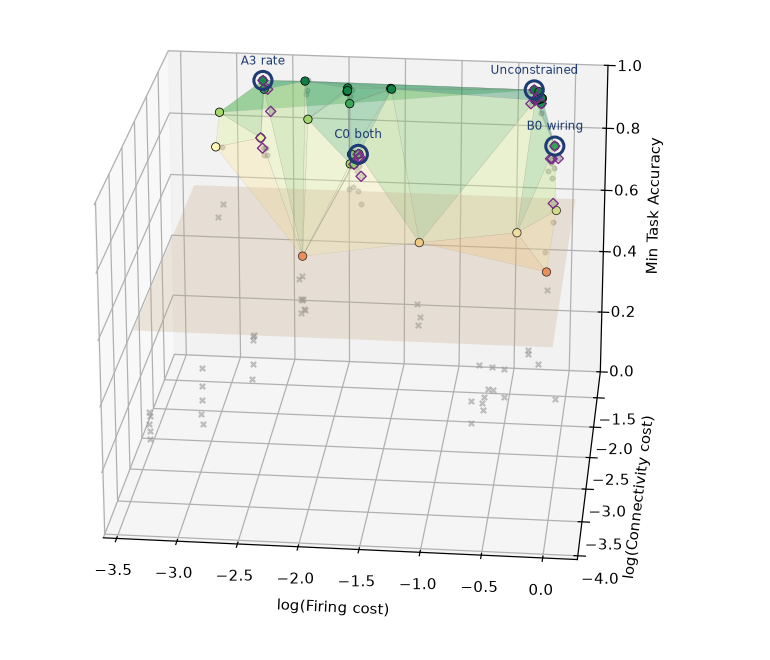 A3 rate
Unconstrained
1.0
B0 wiring
C0 both
0.8
0.6
Min Task Accuracy
0.4
0.2
0.0
−1.5
−2.0
−2.5
−3.0
−3.5
−4.0
log(Connectivity cost)
−3.5 −3.0 −2.5 −2.0 −1.5 −1.0 −0.5 0.0
log(Firing cost)